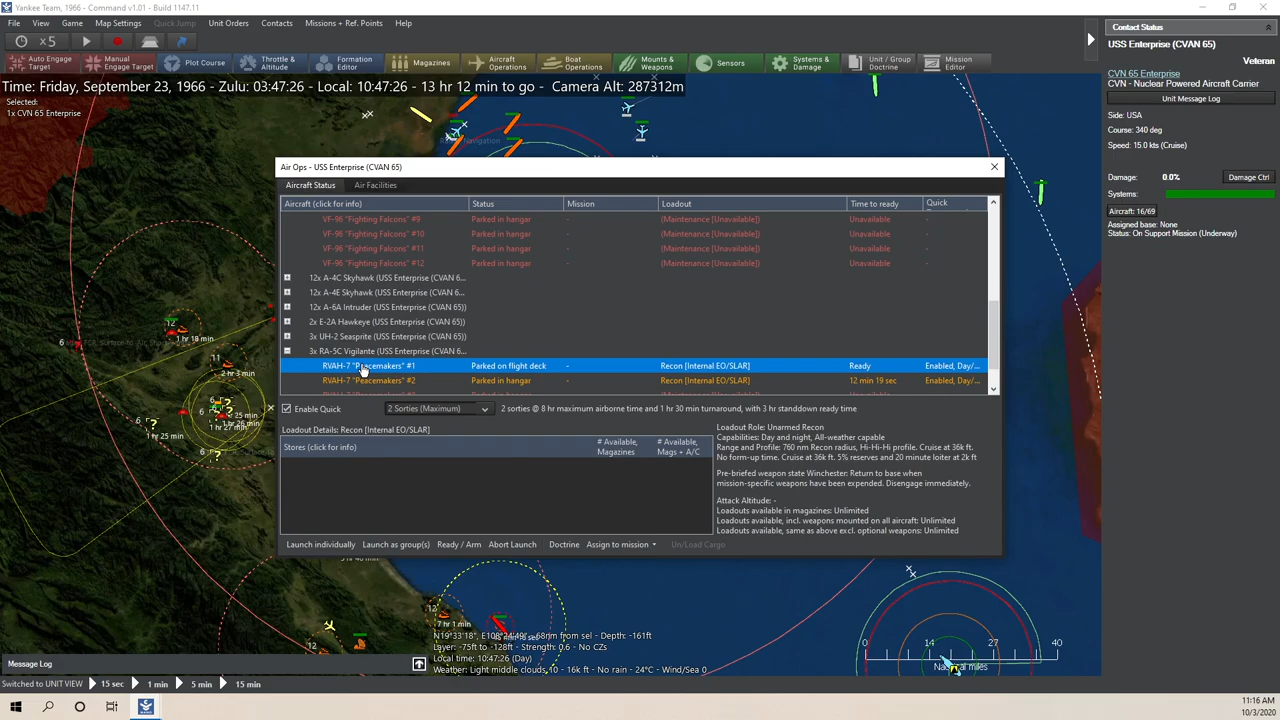 Yankee Team, 1966 - Command v1.01 - Build 1147.11
File View Game Map Settings Quick Jump Unit Orders Contacts Missions + Ref. Points Help
x5
Auto Engage Target
Manual Engage Target
Plot Course
Throttle & Altitude
Formation Editor
Magazines
Aircraft Operations
Boat Operations
Mounts & Weapons
Sensors
Systems & Damage
Unit / Group Doctrine
Mission Editor
Time: Friday, September 23, 1966 - Zulu: 03:47:26 - Local: 10:47:26 - 13 hr 12 min to go - Camera Alt: 287312m
Selected:
1x CVN 65 Enterprise
Contact Status
USS Enterprise (CVAN 65)
Veteran
CVN 65 Enterprise
CVN - Nuclear Powered Aircraft Carrier
Unit Message Log
Side: USA
Course: 340 deg
Speed: 15.0 kts (Cruise)
Damage: 0.0% Damage Ctrl
Systems:
Aircraft: 16/69
Assigned base: None
Status: On Support Mission (Underway)
Air Ops - USS Enterprise (CVAN 65)
Aircraft Status Air Facilities
Aircraft (click for info) Status Mission Loadout Time to ready Quick
VF-96 "Fighting Falcons" #9 Parked in hangar - (Maintenance [Unavailable]) Unavailable -
VF-96 "Fighting Falcons" #10 Parked in hangar - (Maintenance [Unavailable]) Unavailable -
VF-96 "Fighting Falcons" #11 Parked in hangar - (Maintenance [Unavailable]) Unavailable -
VF-96 "Fighting Falcons" #12 Parked in hangar - (Maintenance [Unavailable]) Unavailable -
12x A-4C Skyhawk (USS Enterprise (CVAN 6...
12x A-4E Skyhawk (USS Enterprise (CVAN 6...
12x A-6A Intruder (USS Enterprise (CVAN 65))
2x E-2A Hawkeye (USS Enterprise (CVAN 65))
3x UH-2 Seasprite (USS Enterprise (CVAN 65))
3x RA-5C Vigilante (USS Enterprise (CVAN 6...
RVAH-7 "Peacemakers" #1 Parked on flight deck - Recon [Internal EO/SLAR] Ready Enabled, Day/...
RVAH-7 "Peacemakers" #2 Parked in hangar - Recon [Internal EO/SLAR] 12 min 19 sec Enabled, Day/...
Enable Quick 2 Sorties (Maximum) 2 sorties @ 8 hr maximum airborne time and 1 hr 30 min turnaround, with 3 hr standdown ready time
Loadout Details: Recon [Internal EO/SLAR]
Stores (click for info) # Available, Magazines # Available, Mags + A/C
Loadout Role: Unarmed Recon
Capabilities: Day and night, All-weather capable
Range and Profile: 760 nm Recon radius, Hi-Hi-Hi profile. Cruise at 36k ft.
No form-up time. Cruise at 36k ft. 5% reserves and 20 minute loiter at 2k ft
Pre-briefed weapon state Winchester: Return to base when
mission-specific weapons have been expended. Disengage immediately.
Attack Altitude: -
Loadouts available in magazines: Unlimited
Loadouts available, incl. weapons mounted on all aircraft: Unlimited
Loadouts available, same as above excl. optional weapons: Unlimited
Launch individually Launch as group(s) Ready / Arm Abort Launch Doctrine Assign to mission Un/Load Cargo
12
1 hr 18 min
11
2 hr 3 min
1 hr 25 min
12
7 hr 1 min
Layer: -75ft to -128ft - Strength: 0.6 - No CZs
Local time: 10:47:26 (Day)
Weather: Light middle clouds 10 - 16k ft - No rain - 24°C - Wind/Sea 0
0 14 27 40
Nautical miles
Message Log
Switched to UNIT VIEW 15 sec 1 min 5 min 15 min
11:16 AM
10/3/2020